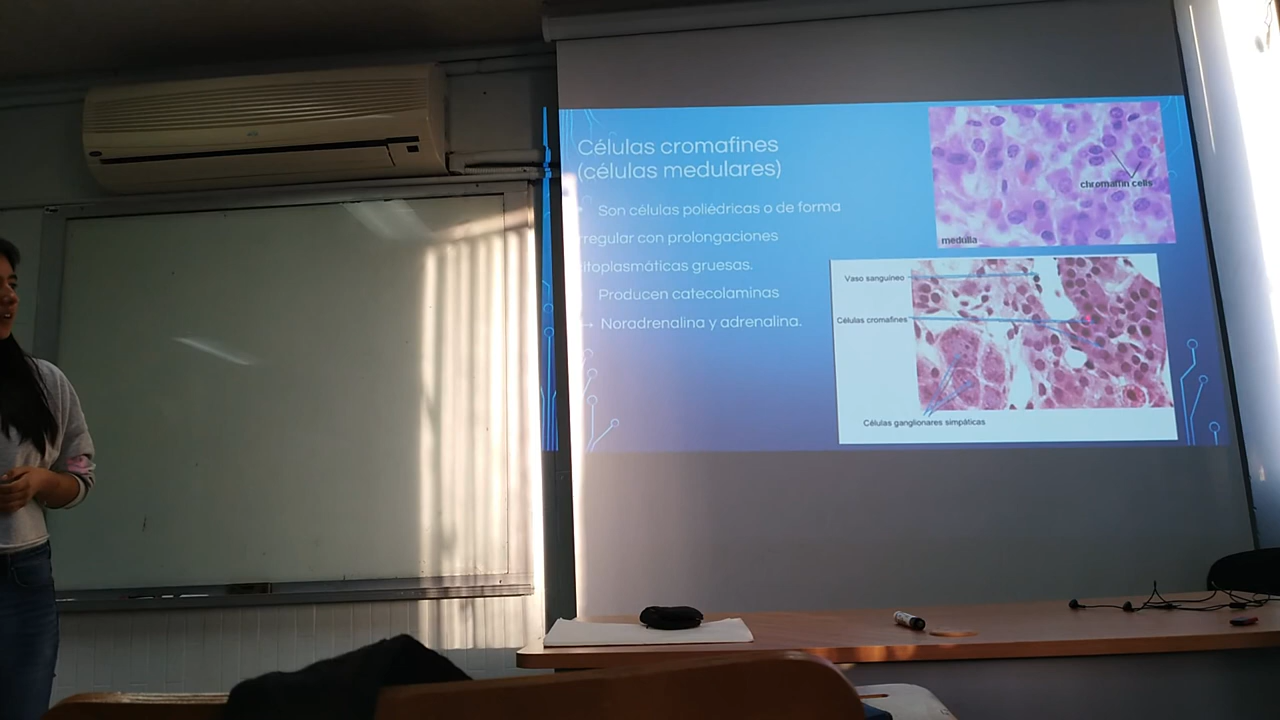 Células cromafines
(células medulares)
Son células poliédricas o de forma
rregular con prolongaciones
itoplasmáticas gruesas.
Producen catecolaminas
Noradrenalina y adrenalina.
chromaffin cells
medulla
Vaso sanguíneo
Células cromafines
Células ganglionares simpáticas